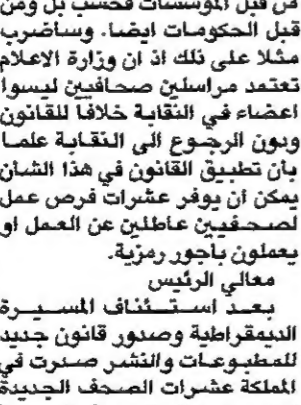 من قبل المؤسسات فحسب بل ومن
قبل الحكومات ايضا. وسأضرب
مثلا على ذلك اذ ان وزارة الاعلام
تعتمد مراسلين صحافيين ليسوا
اعضاء في النقابة خلافا للقانون
ودون الرجوع الى النقابة علما
بأن تطبيق القانون في هذا الشأن
يمكن أن يوفر عشرات فرص عمل
لصحفيين عاطلين عن العمل او
يعملون بأجور رمزية.
معالي الرئيس
بعد استئناف المسيرة
الديمقراطية وصدور قانون جديد
للمطبوعات والنشر صدرت في
المملكة عشرات الصحف الجديدة